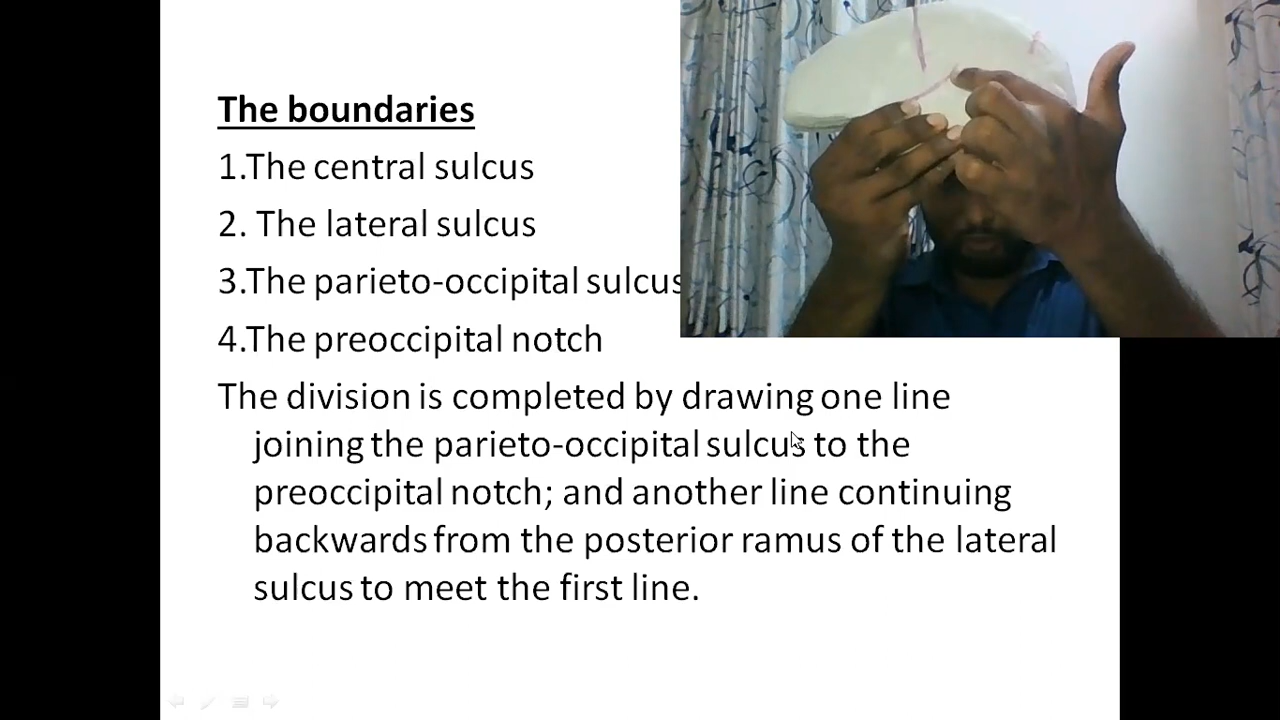 The boundaries
1.The central sulcus
2. The lateral sulcus
3.The parieto-occipital sulcus
4.The preoccipital notch
The division is completed by drawing one line
joining the parieto-occipital sulcus to the
preoccipital notch; and another line continuing
backwards from the posterior ramus of the lateral
sulcus to meet the first line.